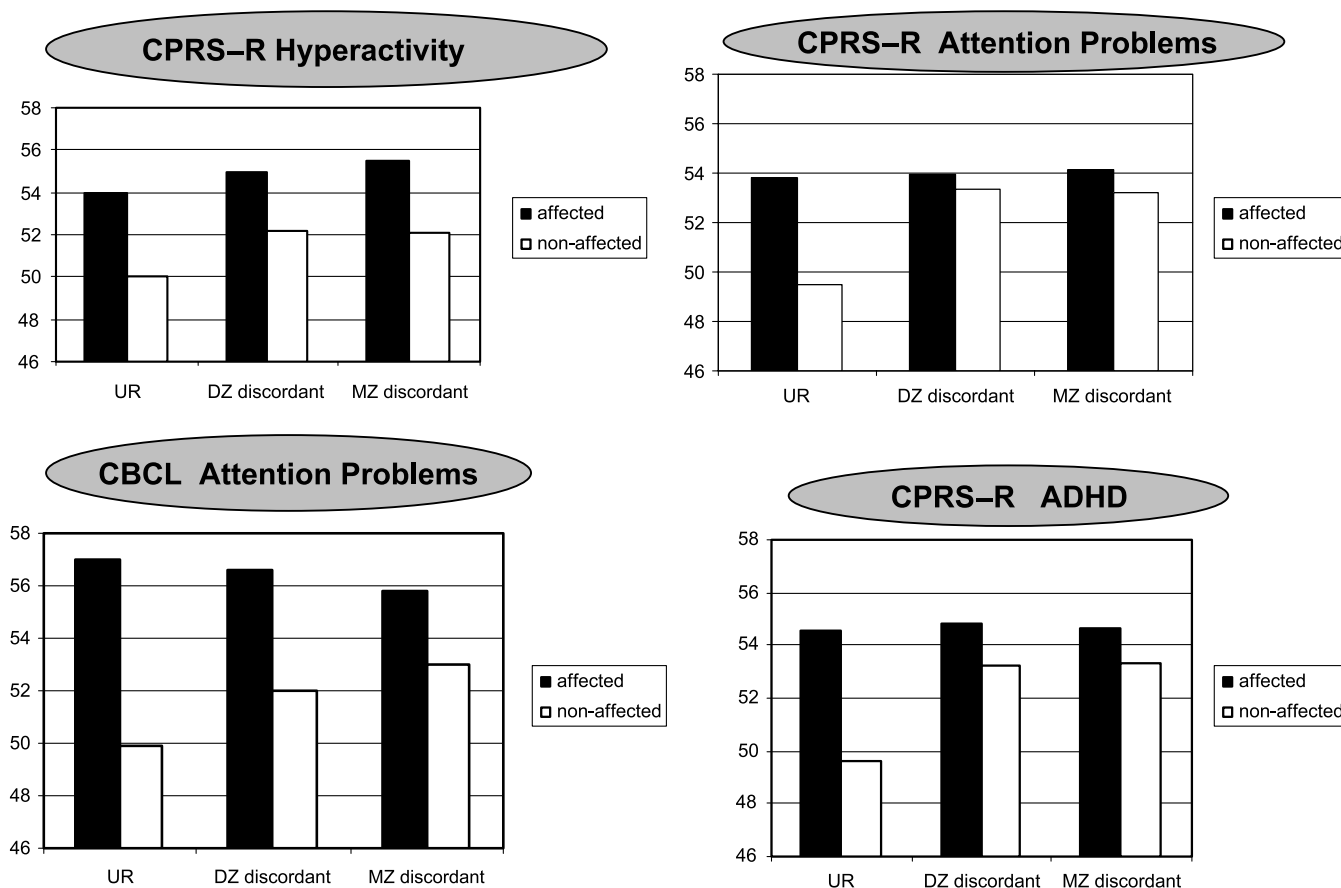 CPRS–R Hyperactivity
58
56
54
52
50
48
46
UR DZ discordant MZ discordant
affected
non-affected
CPRS–R Attention Problems
58
56
54
52
50
48
46
UR DZ discordant MZ discordant
affected
non-affected
CBCL Attention Problems
58
56
54
52
50
48
46
UR DZ discordant MZ discordant
affected
non-affected
CPRS–R ADHD
58
56
54
52
50
48
46
UR DZ discordant MZ discordant
affected
non-affected